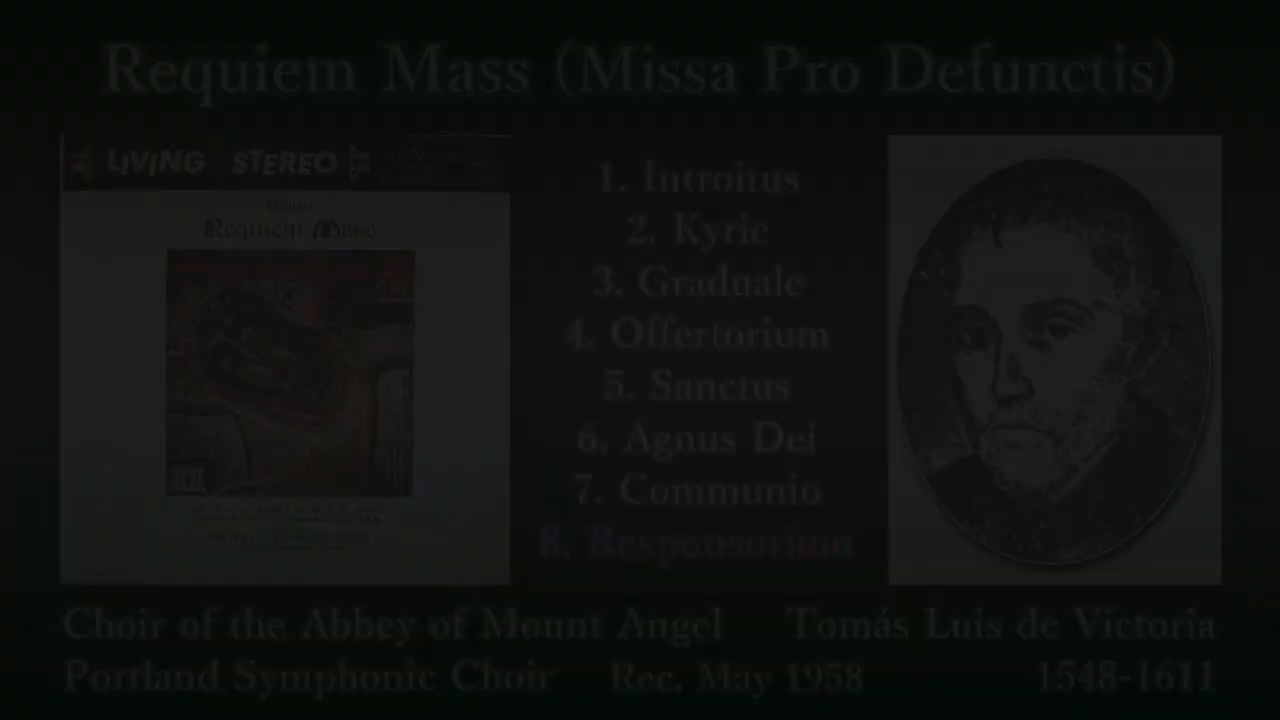 Requiem Mass (Missa Pro Defunctis)
LIVING STEREO
Requiem Mass
1. Introitus
2. Kyrie
3. Graduale
4. Offertorium
5. Sanctus
6. Agnus Dei
7. Communio
8. Responsorium
Choir of the Abbey of Mount Angel
Tomás Luis de Victoria
Portland Symphonic Choir
Rec. May 1958
1548-1611